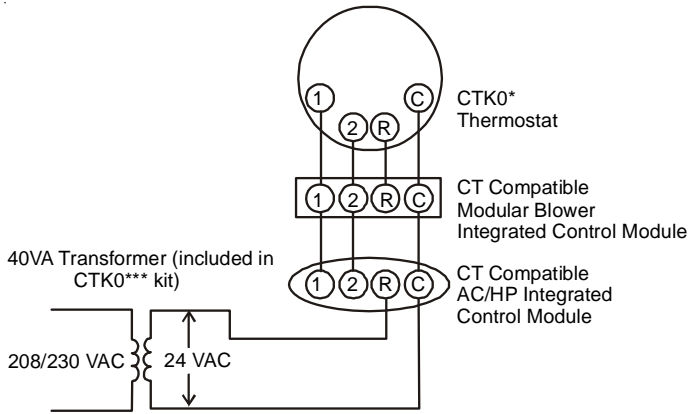 1
C
2
R
CTK0*
Thermostat
1
2
R
C
CT Compatible
Modular Blower
Integrated Control Module
40VA Transformer (included in
CTK0*** kit)
1
2
R
C
CT Compatible
AC/HP Integrated
Control Module
208/230 VAC
24 VAC